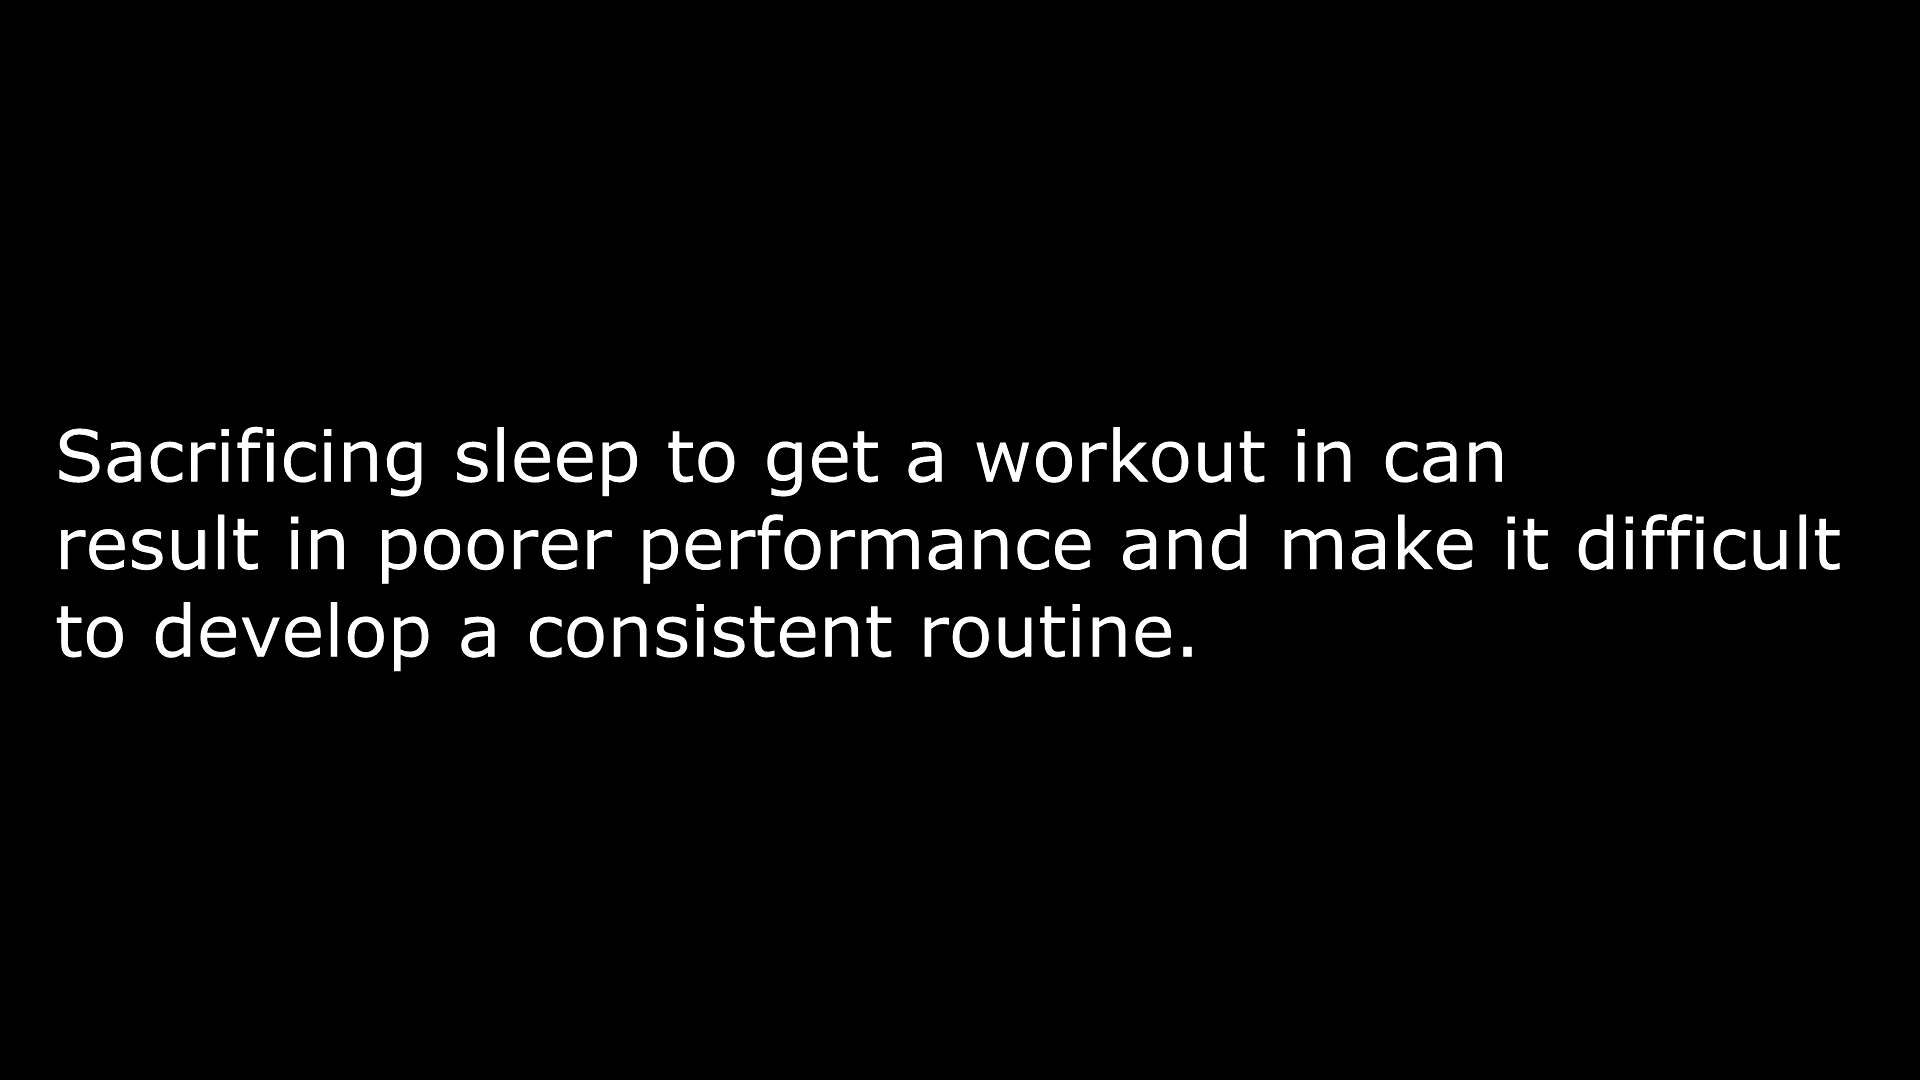 Sacrificing sleep to get a workout in can
result in poorer performance and make it difficult
to develop a consistent routine.